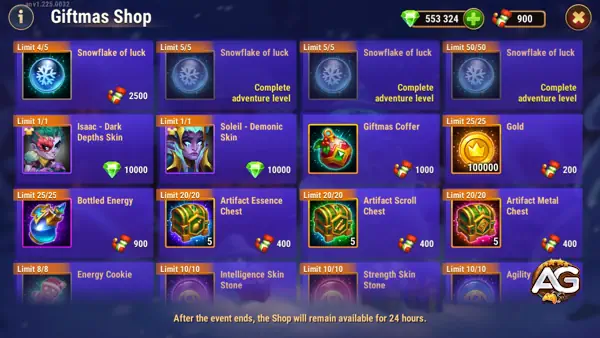 v1.225.0032
Giftmas Shop
553 324
900
Limit 4/5
Snowflake of luck
2500
Limit 5/5
Snowflake of luck
Complete
adventure level
Limit 5/5
Snowflake of luck
Complete
adventure level
Limit 50/50
Snowflake of luck
Complete
adventure level
Limit 1/1
Isaac - Dark
Depths Skin
10000
Limit 1/1
Soleil - Demonic
Skin
10000
Giftmas Coffer
1000
Limit 25/25
Gold
100000
200
Limit 25/25
Bottled Energy
900
Limit 20/20
Artifact Essence
Chest
5
400
Limit 20/20
Artifact Scroll
Chest
5
400
Limit 20/20
Artifact Metal
Chest
5
400
Limit 8/8
Energy Cookie
Limit 10/10
Intelligence Skin
Stone
Limit 10/10
Strength Skin
Stone
Limit 10/10
Agility
AG
After the event ends, the Shop will remain available for 24 hours.